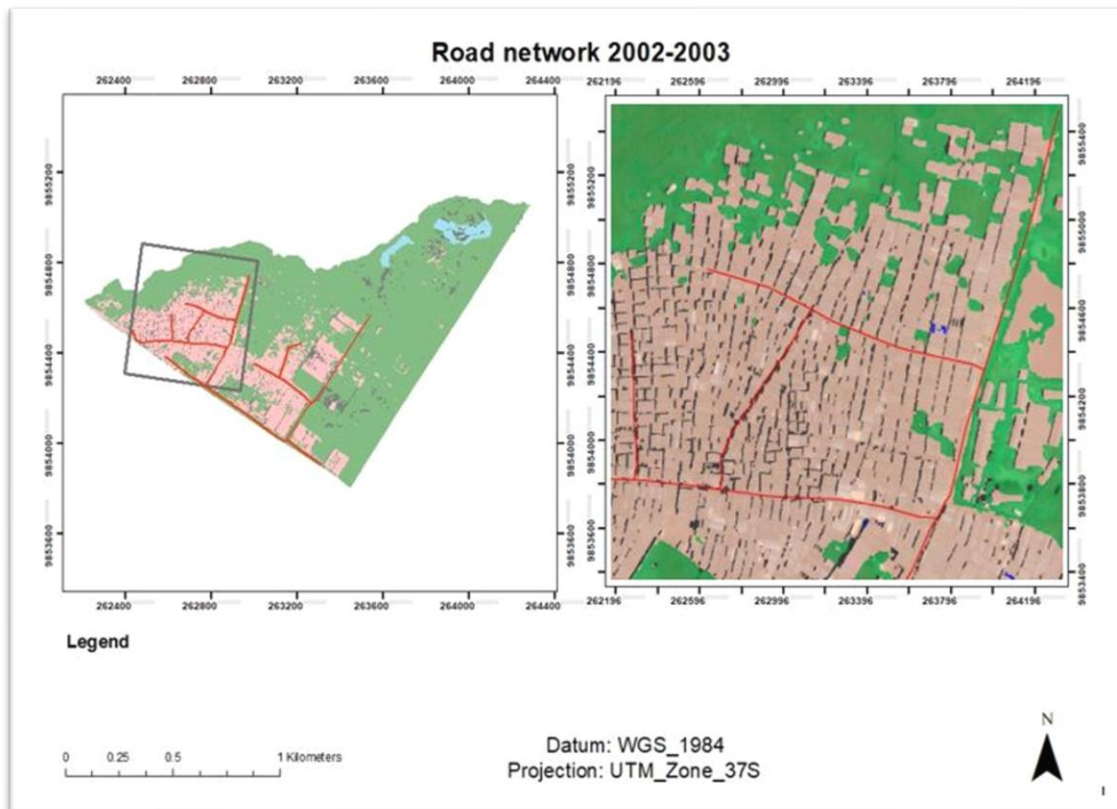 Road network 2002-2003
262400 262800 263200 263600 264000 264400
262196 262596 262996 263396 263796 264196
9855200 9854800 9854400 9854000 9853600
9855200 9854800 9854400 9854000 9853600
9855400 9855000 9854600 9854200 9853800 9853400
262400 262800 263200 263600 264000 264400
262196 262596 262996 263396 263796 264196
Legend
0 0.25 0.5 1 Kilometers
Datum: WGS_1984
Projection: UTM_Zone_37S
N